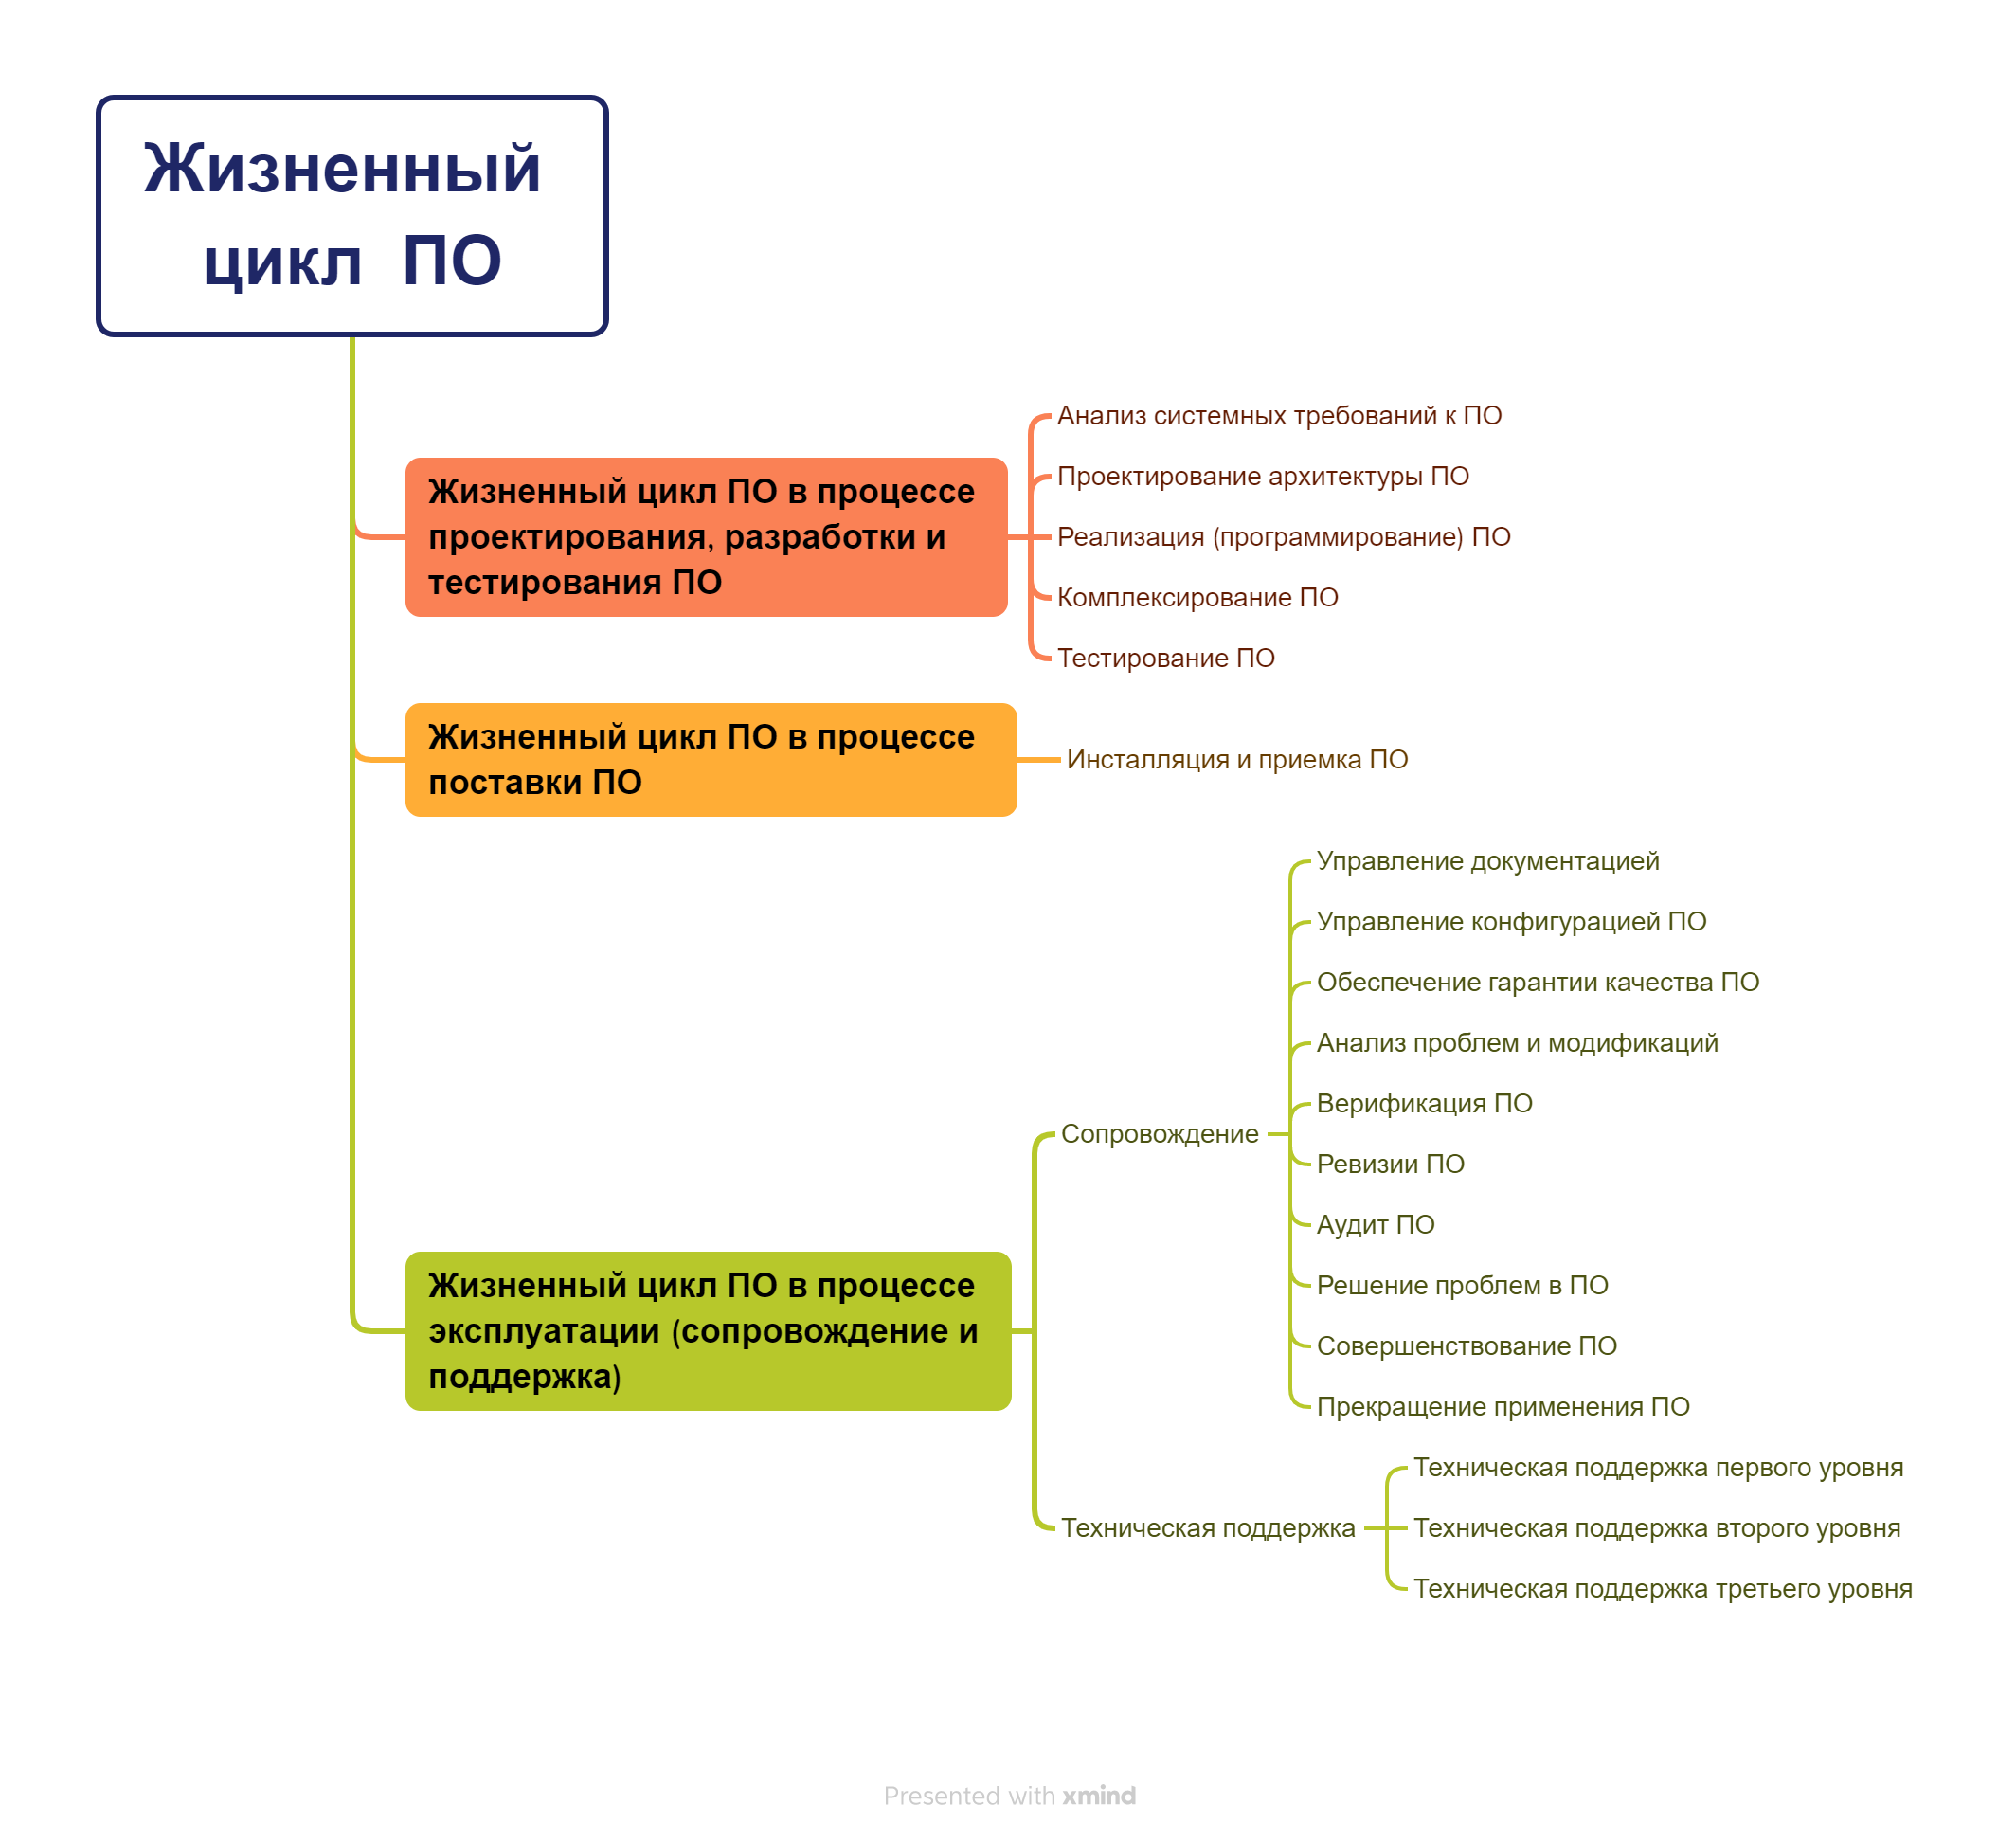 Жизненный
цикл ПО
Анализ системных требований к ПО
Проектирование архитектуры ПО
Жизненный цикл ПО в процессе
проектирования, разработки и
тестирования ПО
Реализация (программирование) ПО
Комплексирование ПО
Тестирование ПО
Жизненный цикл ПО в процессе
поставки ПО
Инсталляция и приемка ПО
Жизненный цикл ПО в процессе
эксплуатации (сопровождение и
поддержка)
Сопровождение
Управление документацией
Управление конфигурацией ПО
Обеспечение гарантии качества ПО
Анализ проблем и модификаций
Верификация ПО
Ревизии ПО
Аудит ПО
Решение проблем в ПО
Совершенствование ПО
Прекращение применения ПО
Техническая поддержка
Техническая поддержка первого уровня
Техническая поддержка второго уровня
Техническая поддержка третьего уровня
Presented with xmind